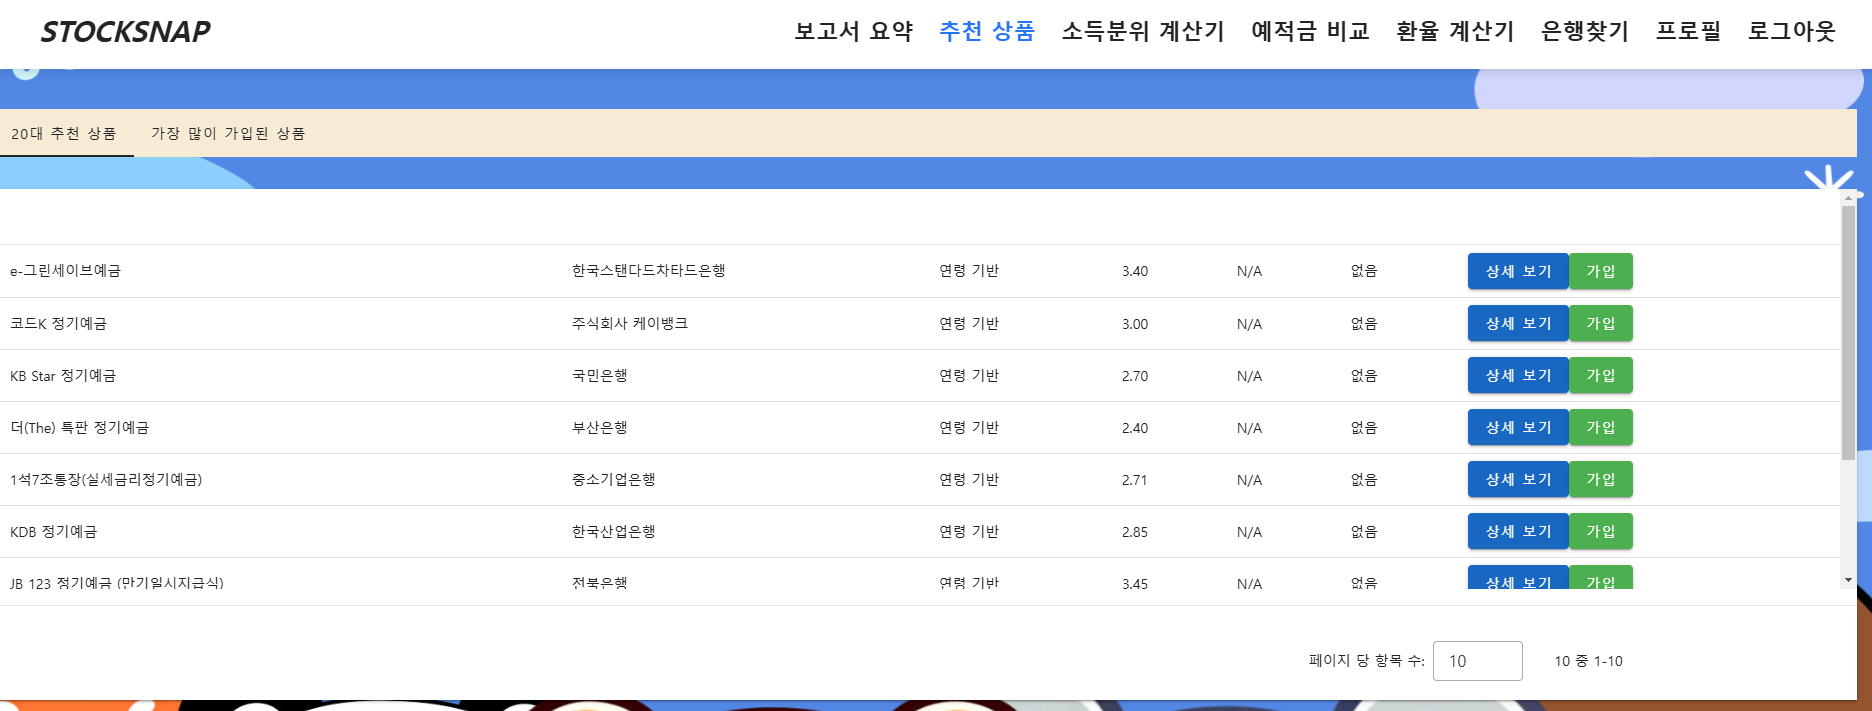 STOCKSNAP 보고서 요약 추천 상품 소득분위 계산기 예적금 비교 환율 계산기 은행찾기 프로필 로그아웃
20대 추천 상품 가장 많이 가입된 상품
e-그린세이브예금 한국스탠다드차타드은행 연령 기반 3.40 N/A 없음 상세 보기 가입
코드K 정기예금 주식회사 케이뱅크 연령 기반 3.00 N/A 없음 상세 보기 가입
KB Star 정기예금 국민은행 연령 기반 2.70 N/A 없음 상세 보기 가입
더(The) 특판 정기예금 부산은행 연령 기반 2.40 N/A 없음 상세 보기 가입
1석7조통장(실세금리정기예금) 중소기업은행 연령 기반 2.71 N/A 없음 상세 보기 가입
KDB 정기예금 한국산업은행 연령 기반 2.85 N/A 없음 상세 보기 가입
JB 123 정기예금 (만기일시지급식) 전북은행 연령 기반 3.45 N/A 없음 상세 보기 가입
페이지 당 항목 수: 10 10 중 1-10